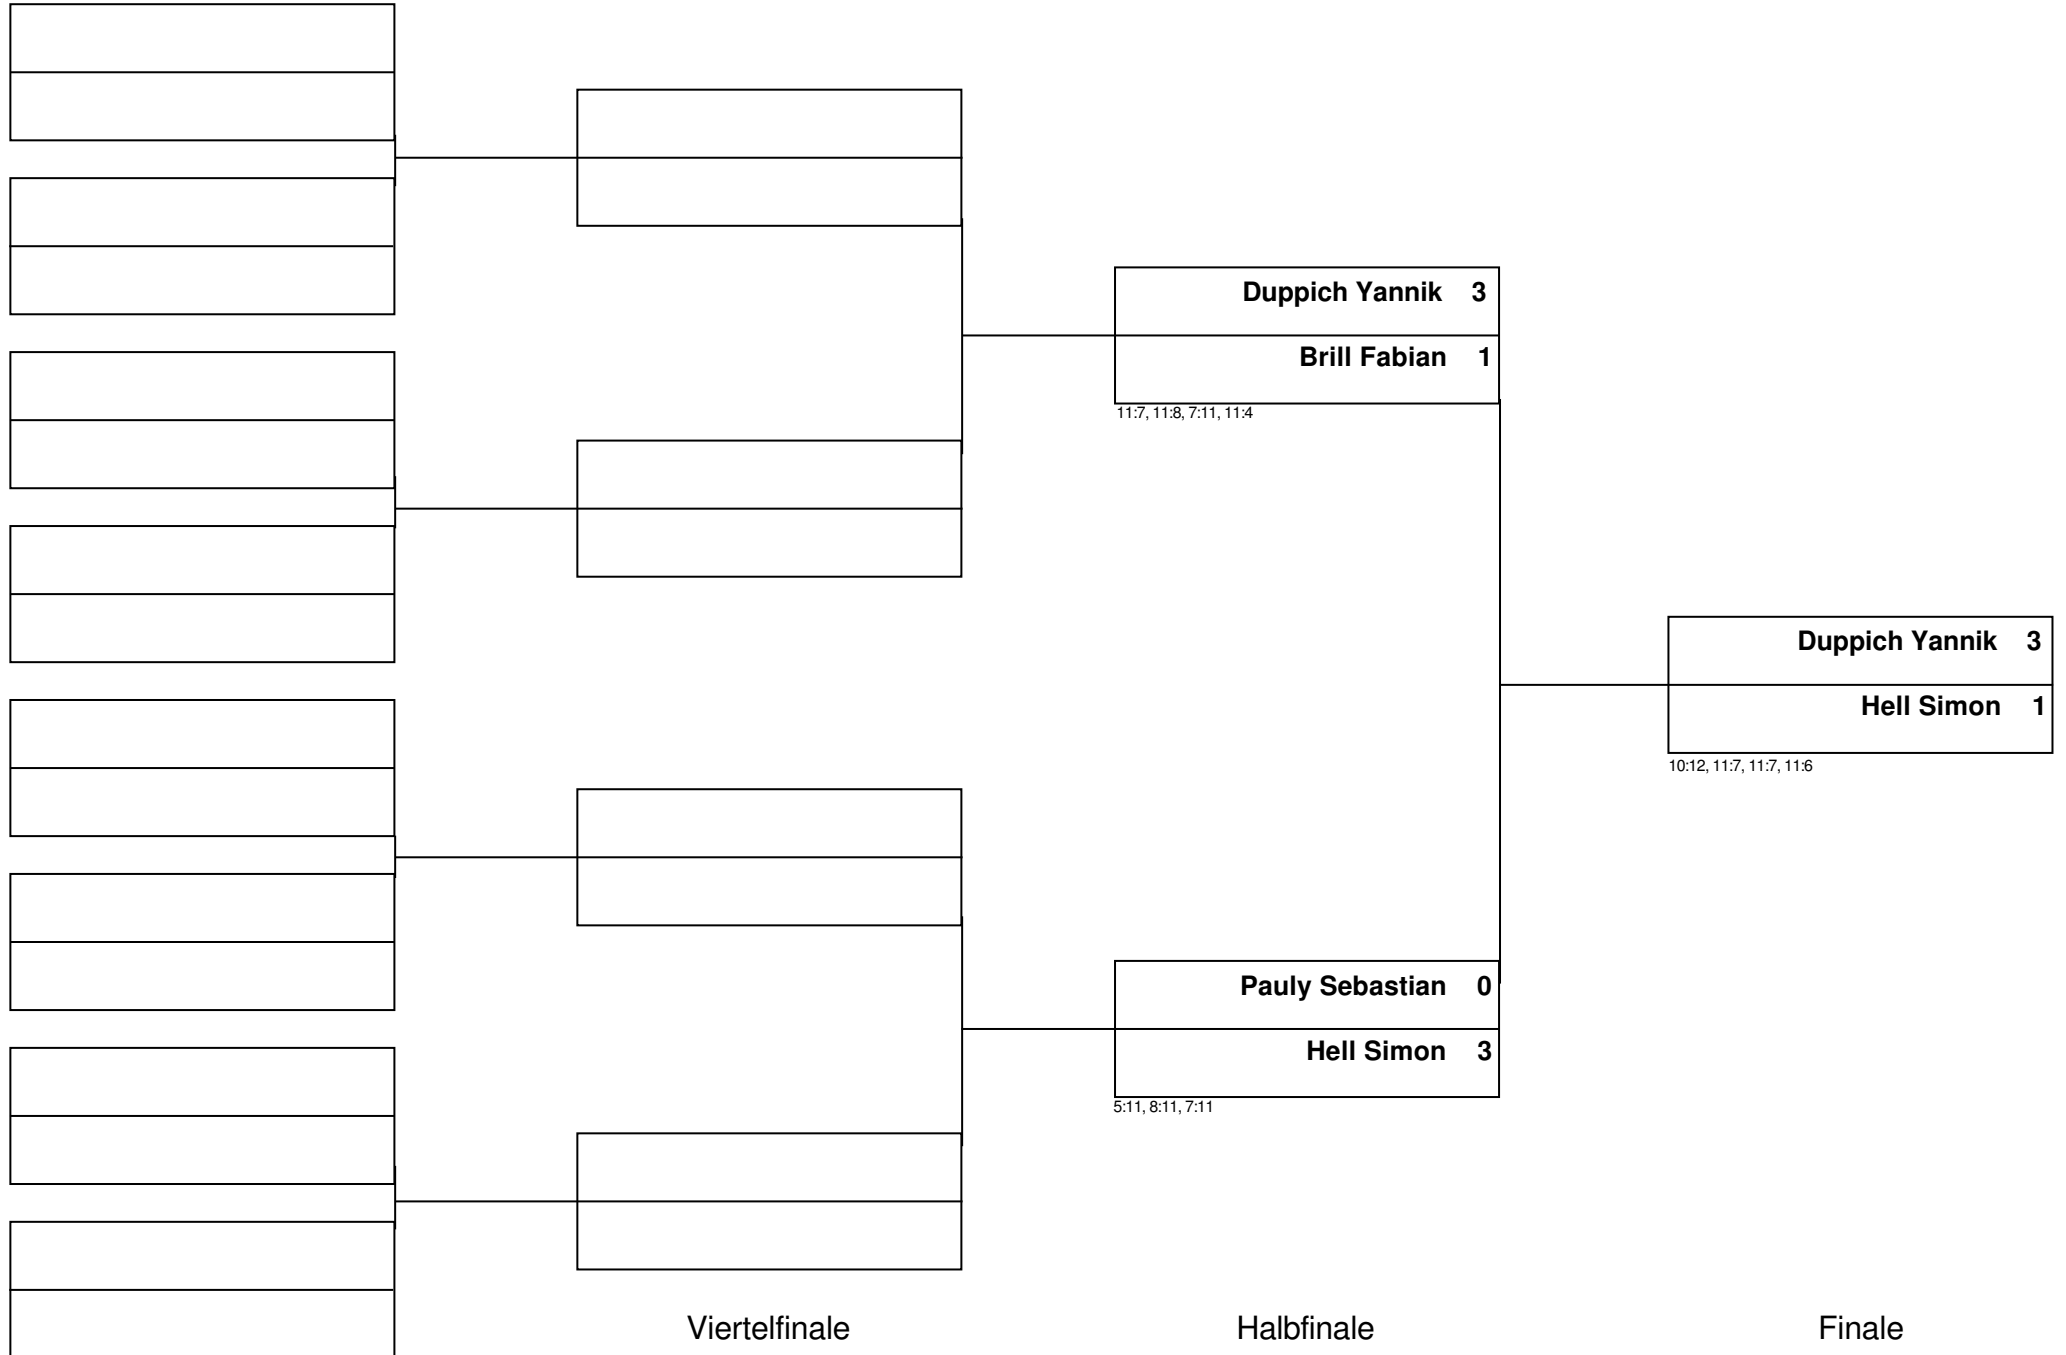 Duppich Yannik 3
Brill Fabian 1
11:7, 11:8, 7:11, 11:4
Duppich Yannik 3
Hell Simon 1
10:12, 11:7, 11:7, 11:6
Pauly Sebastian 0
Hell Simon 3
5:11, 8:11, 7:11
Viertelfinale Halbfinale Finale